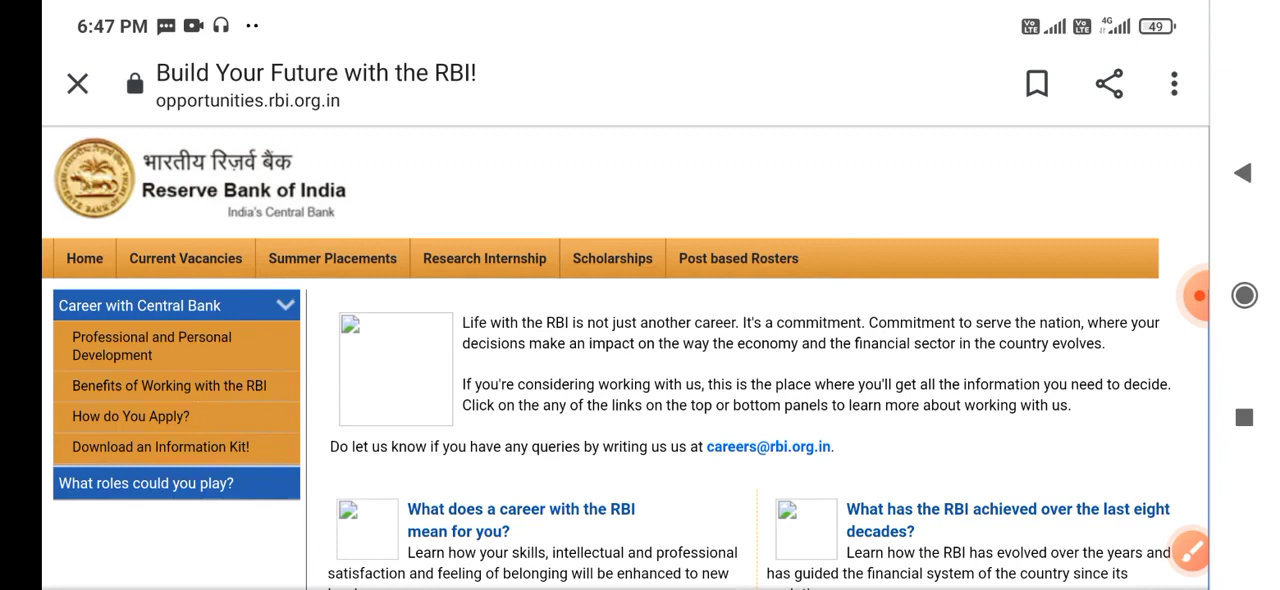 6:47 PM
4G
49
Build Your Future with the RBI!
opportunities.rbi.org.in
भारतीय रिज़र्व बैंक
Reserve Bank of India
India's Central Bank
Home Current Vacancies Summer Placements Research Internship Scholarships Post based Rosters
Career with Central Bank
Professional and Personal
Development
Benefits of Working with the RBI
How do You Apply?
Download an Information Kit!
What roles could you play?
Life with the RBI is not just another career. It's a commitment. Commitment to serve the nation, where your
decisions make an impact on the way the economy and the financial sector in the country evolves.
If you're considering working with us, this is the place where you'll get all the information you need to decide.
Click on the any of the links on the top or bottom panels to learn more about working with us.
Do let us know if you have any queries by writing us us at careers@rbi.org.in.
What does a career with the RBI
mean for you?
Learn how your skills, intellectual and professional
satisfaction and feeling of belonging will be enhanced to new
What has the RBI achieved over the last eight
decades?
Learn how the RBI has evolved over the years and
has guided the financial system of the country since its